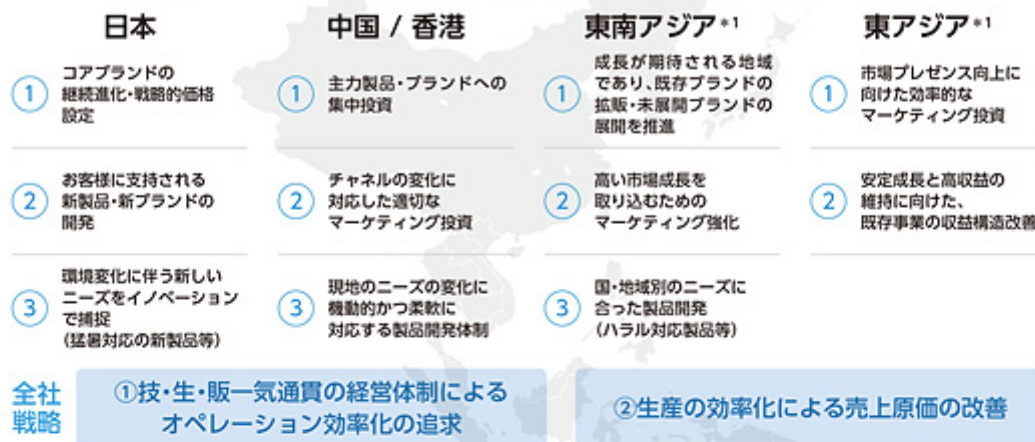 日本
① コアブランドの
継続進化・戦略的価格
設定
② お客様に支持される
新製品・新ブランドの
開発
③ 環境変化に伴う新しい
ニーズをイノベーション
で捕捉
(猛暑対応の新製品等)
中国 / 香港
① 主力製品・ブランドへの
集中投資
② チャネルの変化に
対応した適切な
マーケティング投資
③ 現地のニーズの変化に
機動的かつ柔軟に
対応する製品開発体制
東南アジア*1
① 成長が期待される地域
であり、既存ブランドの
拡販・未展開ブランドの
展開を推進
② 高い市場成長を
取り込むための
マーケティング強化
③ 国・地域別のニーズに
合った製品開発
(ハラル対応製品等)
東アジア*1
① 市場プレゼンス向上に
向けた効率的な
マーケティング投資
② 安定成長と高収益の
維持に向けた、
既存事業の収益構造改善
全社
戦略
①技・生・販一気通貫の経営体制による
オペレーション効率化の追求
②生産の効率化による売上原価の改善